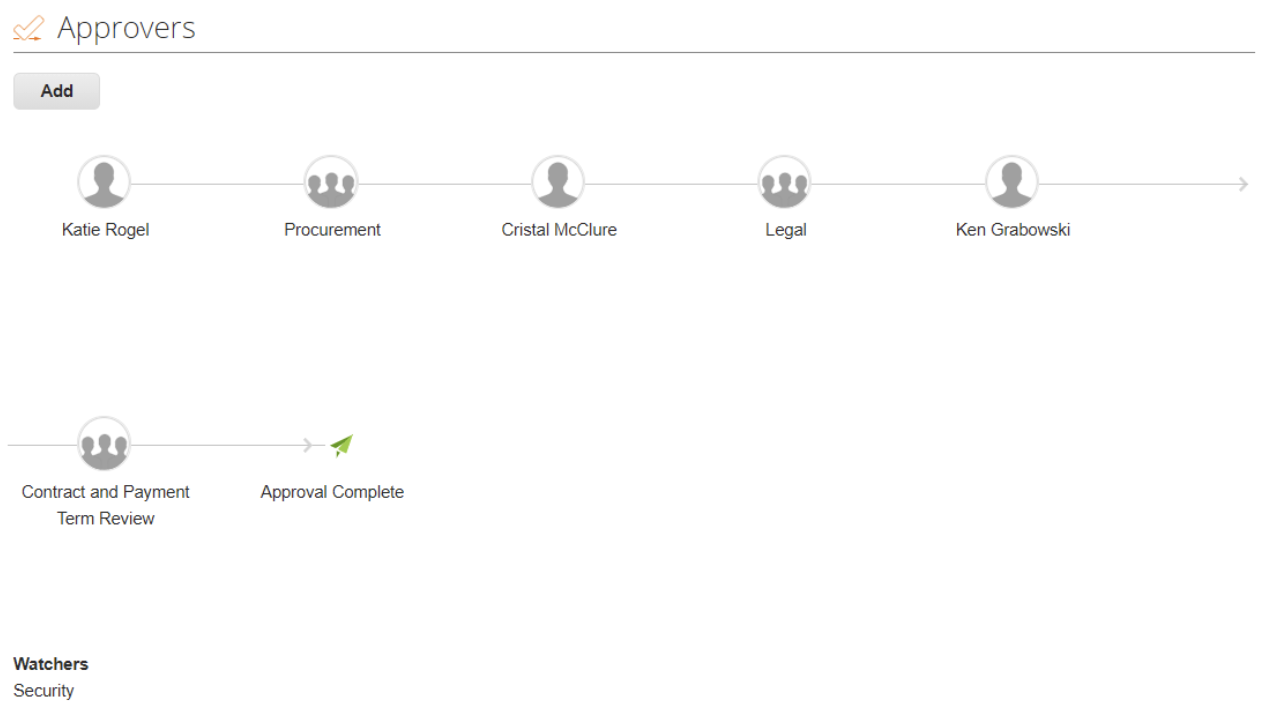 Approvers
Add
Katie Rogel
Procurement
Cristal McClure
Legal
Ken Grabowski
Contract and Payment
Term Review
Approval Complete
Watchers
Security